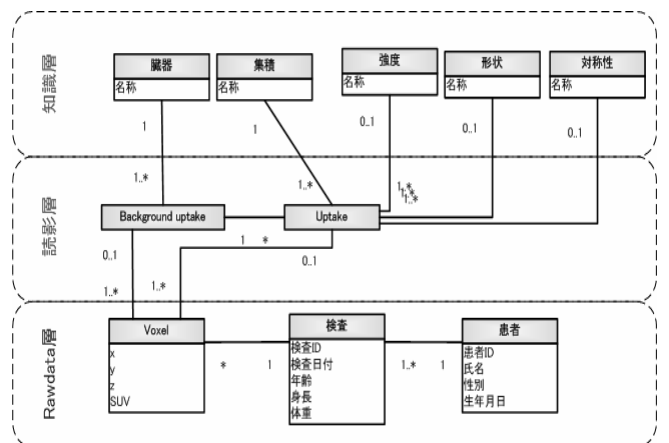 知識層
臓器
名称
集積
名称
強度
名称
形状
名称
対称性
名称
1
1
0..1
0..1
0..1
1..*
1..*
1..*
1..*
1..*
読影層
Background uptake
Uptake
1
*
0..1
0..1
1..*
1..*
Rawdata層
Voxel
x
y
z
SUV
*
1
検査
検査ID
検査日付
年齢
身長
体重
1..*
1
患者
患者ID
氏名
性別
生年月日